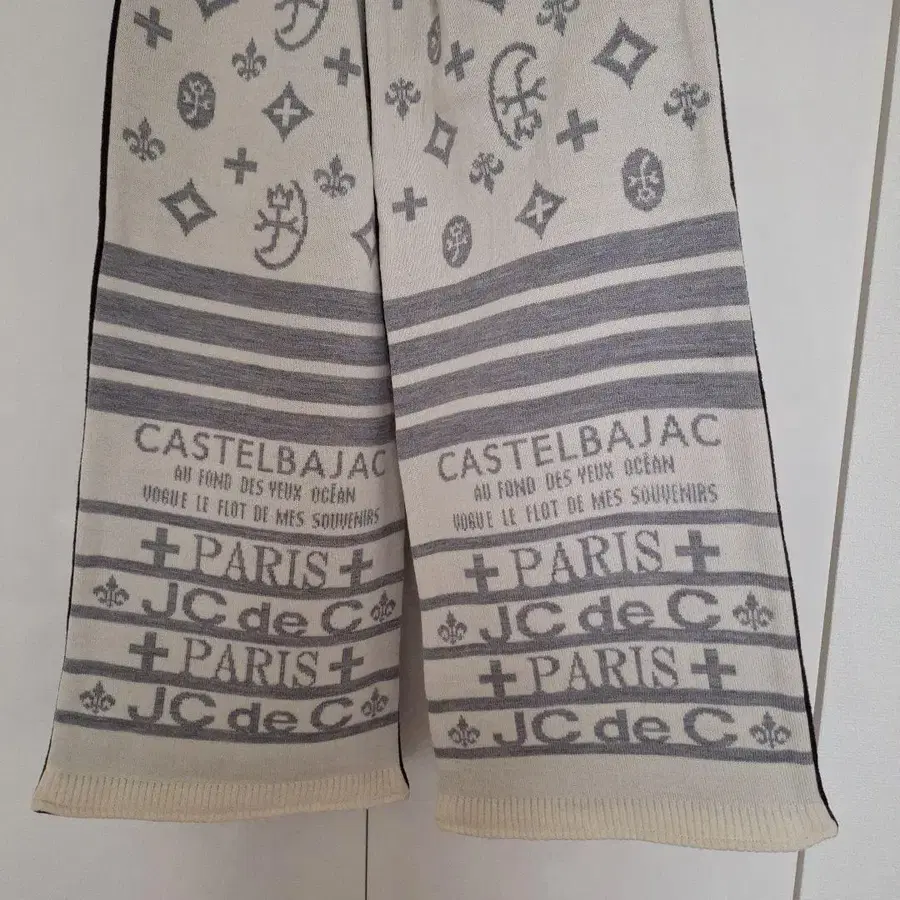 CASTELBAJAC
AU FOND DES YEUX OCÉAN
VOGUE LE FLOT DE MES SOUVENIRS
+ PARIS +
JC de C
+ PARIS +
JC de C
CASTELBAJAC
AU FOND DES YEUX OCÉAN
VOGUE LE FLOT DE MES SOUVENIRS
+ PARIS +
JC de C
+ PARIS +
JC de C